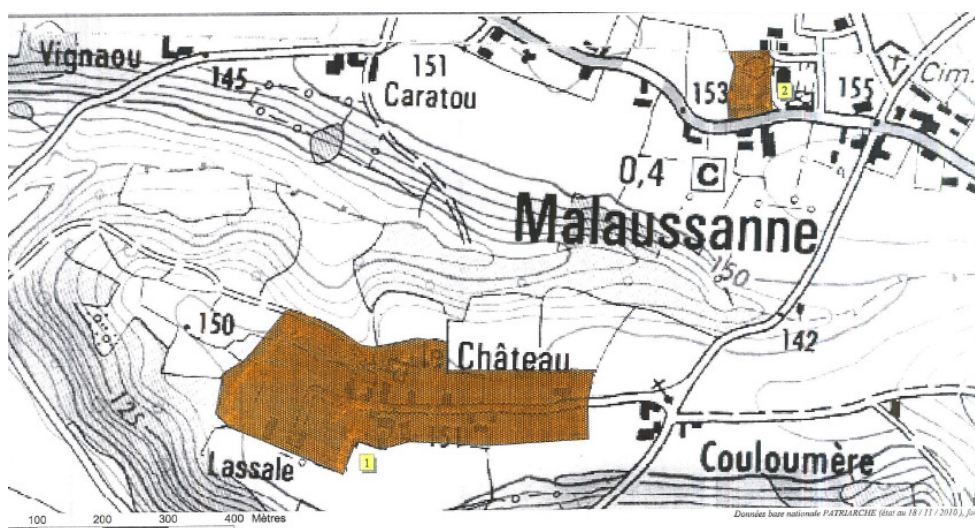 Vignaou
145
151
Caratou
153
2
155
Cim
0,4 C
Malaussanne
150
142
150
Château
125
151
Lassale
1
Couloumère
100 200 300 400 Mètres
Données base nationale PATRIARCHE (état au 18 / 11 / 2010),